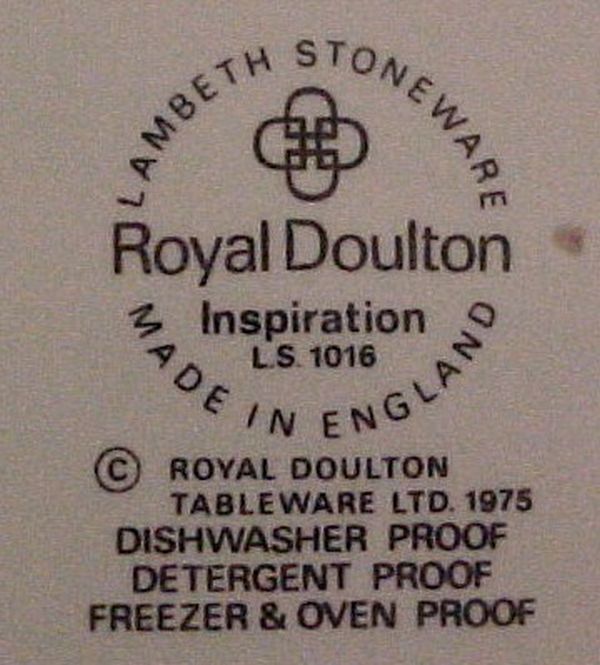 LAMBETH STONEWARE
Royal Doulton
Inspiration
L.S. 1016
MADE IN ENGLAND
© ROYAL DOULTON
TABLEWARE LTD. 1975
DISHWASHER PROOF
DETERGENT PROOF
FREEZER & OVEN PROOF